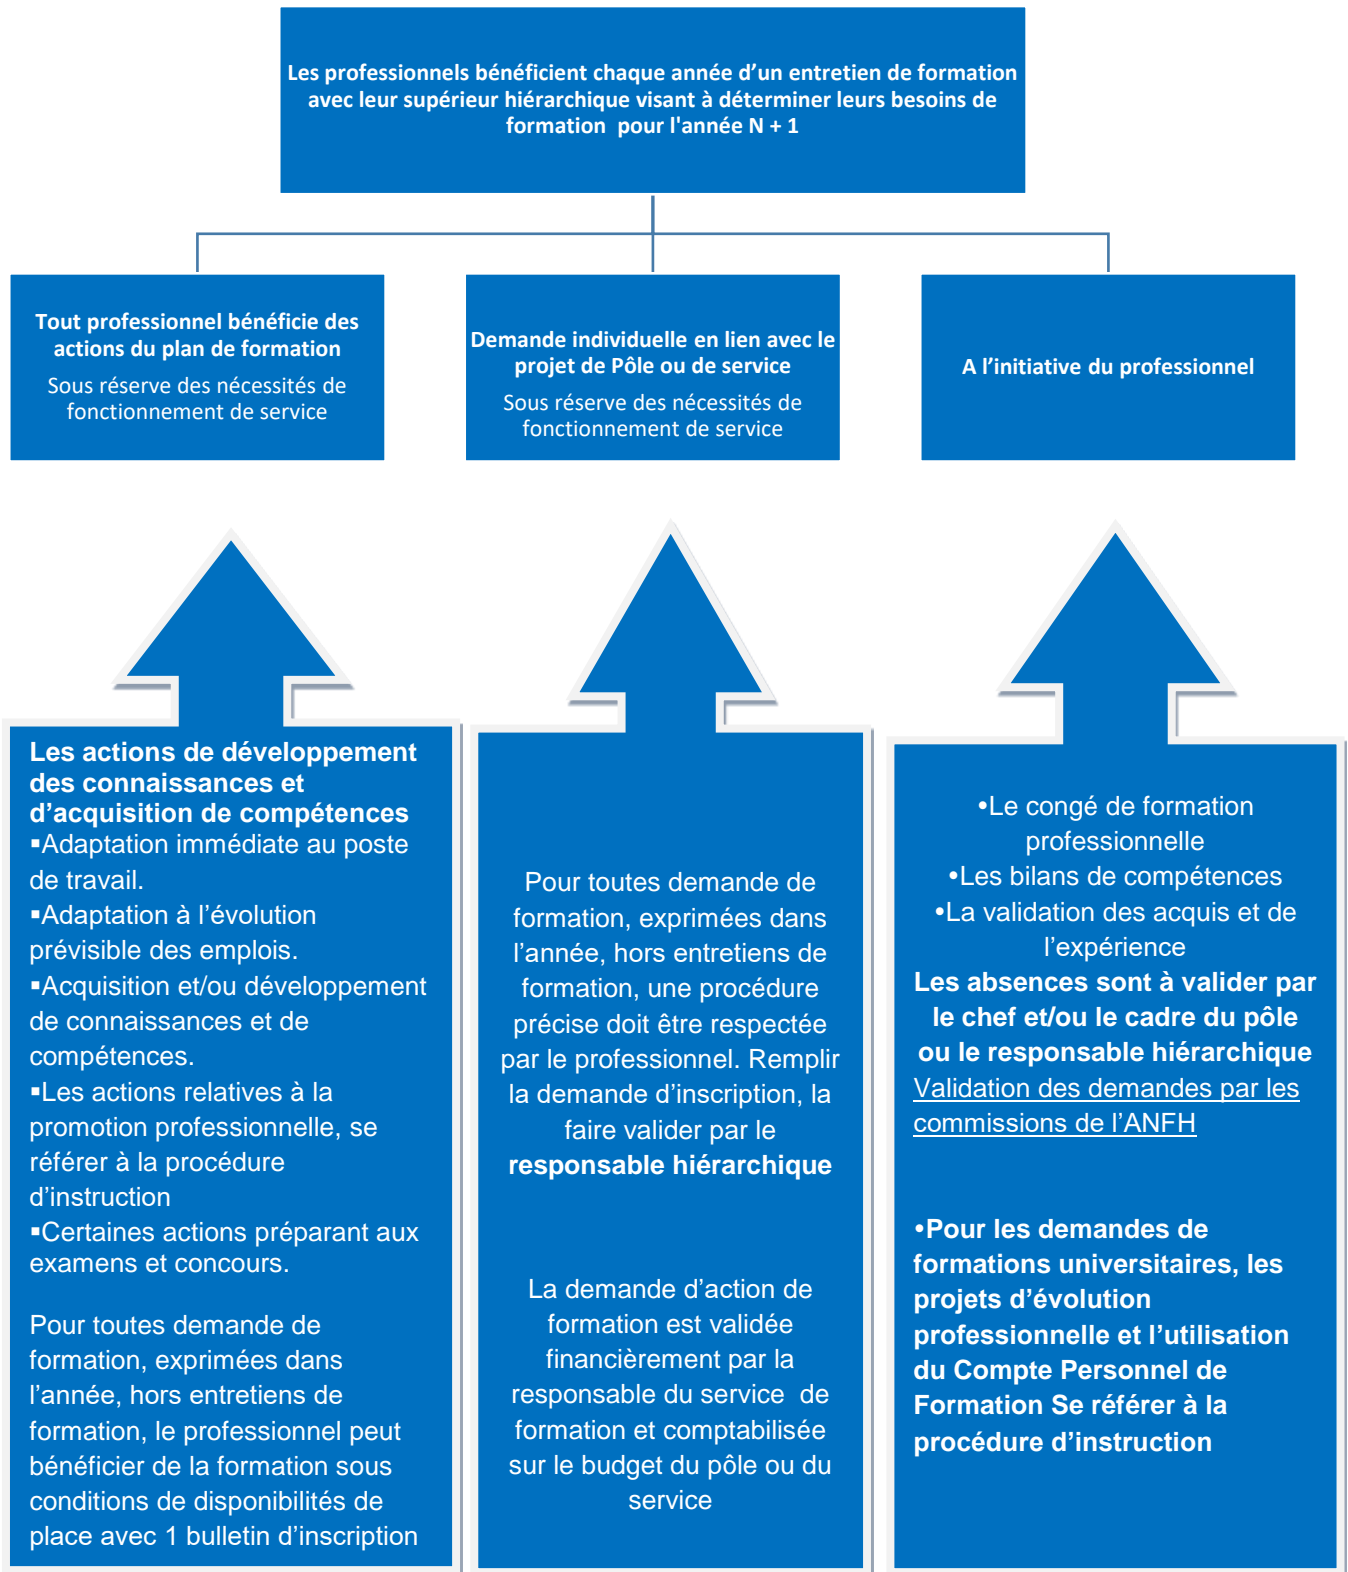 Les professionnels bénéficient chaque année d’un entretien de formation
avec leur supérieur hiérarchique visant à déterminer leurs besoins de
formation pour l'année N + 1
Tout professionnel bénéficie des
actions du plan de formation
Sous réserve des nécessités de
fonctionnement de service
Demande individuelle en lien avec le
projet de Pôle ou de service
Sous réserve des nécessités de
fonctionnement de service
A l’initiative du professionnel
Les actions de développement
des connaissances et
d’acquisition de compétences
▪Adaptation immédiate au poste
de travail.
▪Adaptation à l’évolution
prévisible des emplois.
▪Acquisition et/ou développement
de connaissances et de
compétences.
▪Les actions relatives à la
promotion professionnelle, se
référer à la procédure
d’instruction
▪Certaines actions préparant aux
examens et concours.
Pour toutes demande de
formation, exprimées dans
l’année, hors entretiens de
formation, le professionnel peut
bénéficier de la formation sous
conditions de disponibilités de
place avec 1 bulletin d’inscription
Pour toutes demande de
formation, exprimées dans
l’année, hors entretiens de
formation, une procédure
précise doit être respectée
par le professionnel. Remplir
la demande d’inscription, la
faire valider par le
responsable hiérarchique
La demande d’action de
formation est validée
financièrement par la
responsable du service de
formation et comptabilisée
sur le budget du pôle ou du
service
•Le congé de formation
professionnelle
•Les bilans de compétences
•La validation des acquis et de
l’expérience
Les absences sont à valider par
le chef et/ou le cadre du pôle
ou le responsable hiérarchique
Validation des demandes par les
commissions de l’ANFH
•Pour les demandes de
formations universitaires, les
projets d’évolution
professionnelle et l’utilisation
du Compte Personnel de
Formation Se référer à la
procédure d’instruction